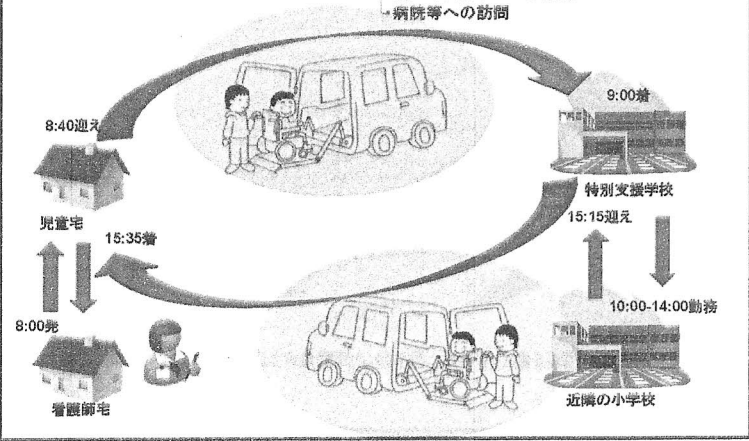 病院等への訪問
8:40迎え
9:00着
児童宅
特別支援学校
15:35着
15:15迎え
8:00発
10:00-14:00勤務
看護師宅
近隣の小学校